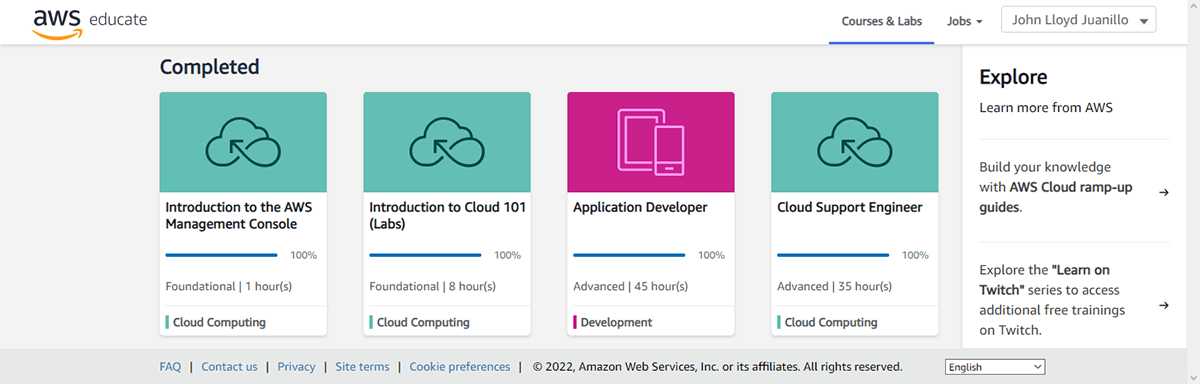 aws educate
Courses & Labs
Jobs
John Lloyd Juanillo
Completed
Introduction to the AWS
Management Console
100%
Foundational | 1 hour(s)
Cloud Computing
Introduction to Cloud 101
(Labs)
100%
Foundational | 8 hour(s)
Cloud Computing
Application Developer
100%
Advanced | 45 hour(s)
Development
Cloud Support Engineer
100%
Advanced | 35 hour(s)
Cloud Computing
Explore
Learn more from AWS
Build your knowledge
with AWS Cloud ramp-up
guides.
Explore the "Learn on
Twitch" series to access
additional free trainings
on Twitch.
FAQ | Contact us | Privacy | Site terms | Cookie preferences | © 2022, Amazon Web Services, Inc. or its affiliates. All rights reserved.
English